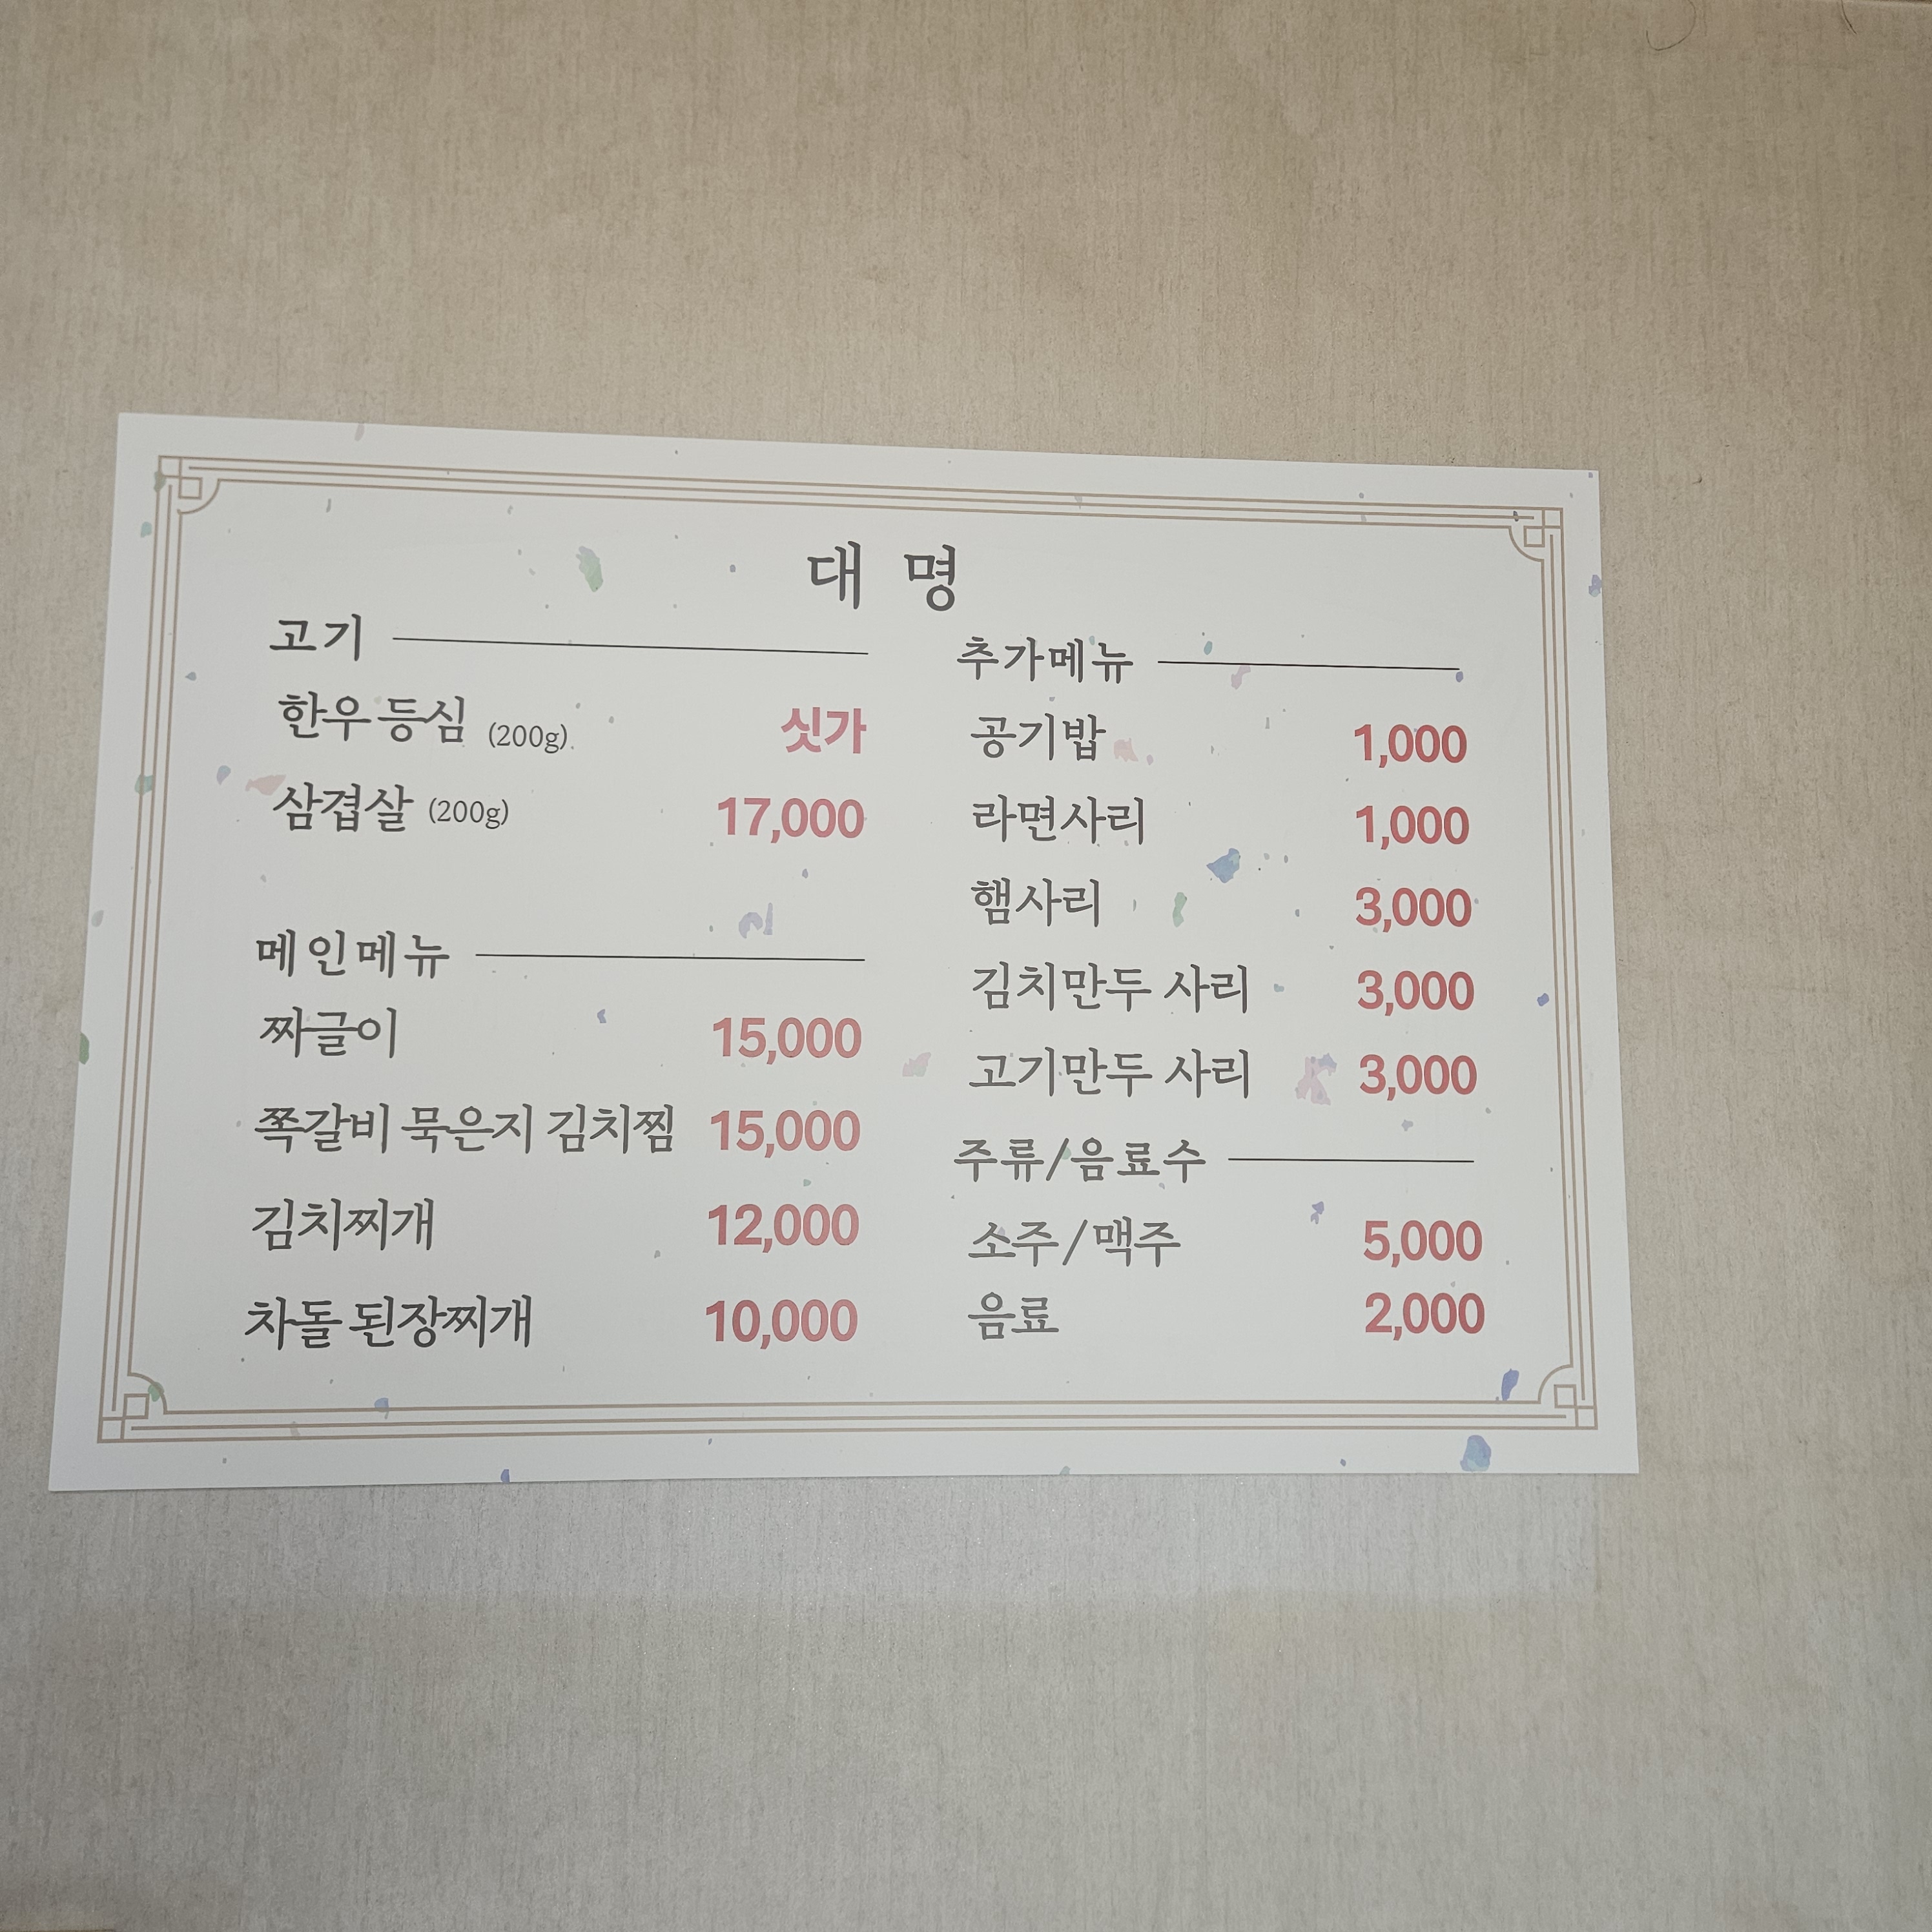 대 명
고기
한우 등심 (200g) 싯가
삼겹살 (200g) 17,000
메인메뉴
짜글이 15,000
쪽갈비 묵은지 김치찜 15,000
김치찌개 12,000
차돌 된장찌개 10,000
추가메뉴
공기밥 1,000
라면사리 1,000
햄사리 3,000
김치만두 사리 3,000
고기만두 사리 3,000
주류/음료수
소주/맥주 5,000
음료 2,000